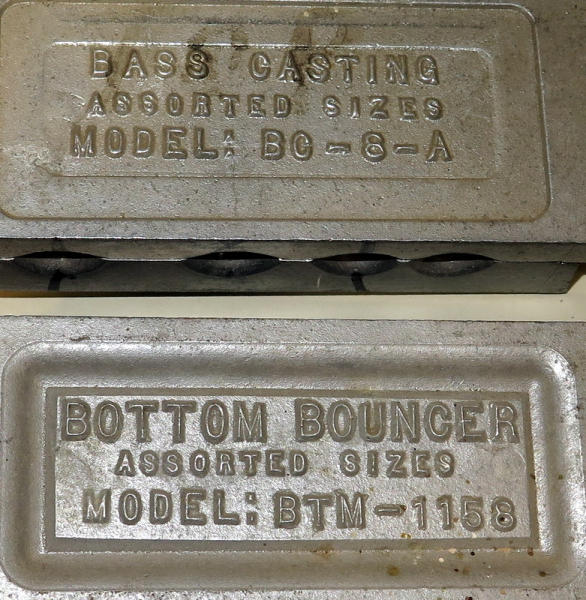 BASS CASTING
ASSORTED SIZES
MODEL: BC-8-A
BOTTOM BOUNCER
ASSORTED SIZES
MODEL: BTM-1158